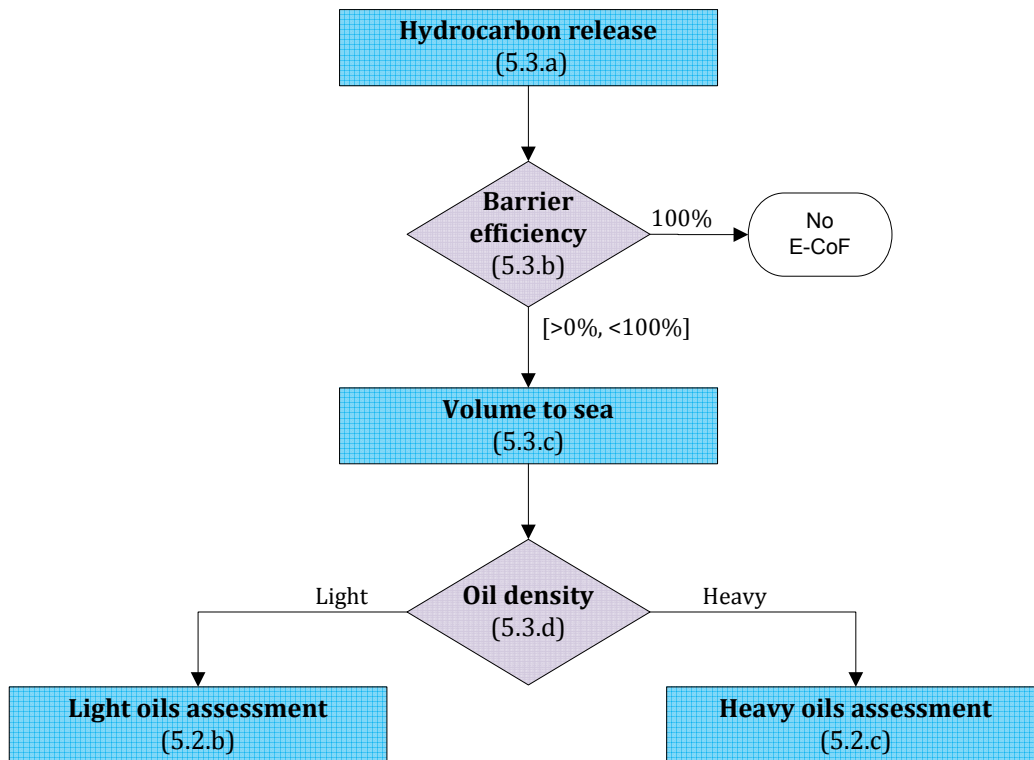 Hydrocarbon release
(5.3.a)
Barrier
efficiency
(5.3.b)
100%
No
E-CoF
[>0%, <100%]
Volume to sea
(5.3.c)
Light
Oil density
(5.3.d)
Heavy
Light oils assessment
(5.2.b)
Heavy oils assessment
(5.2.c)